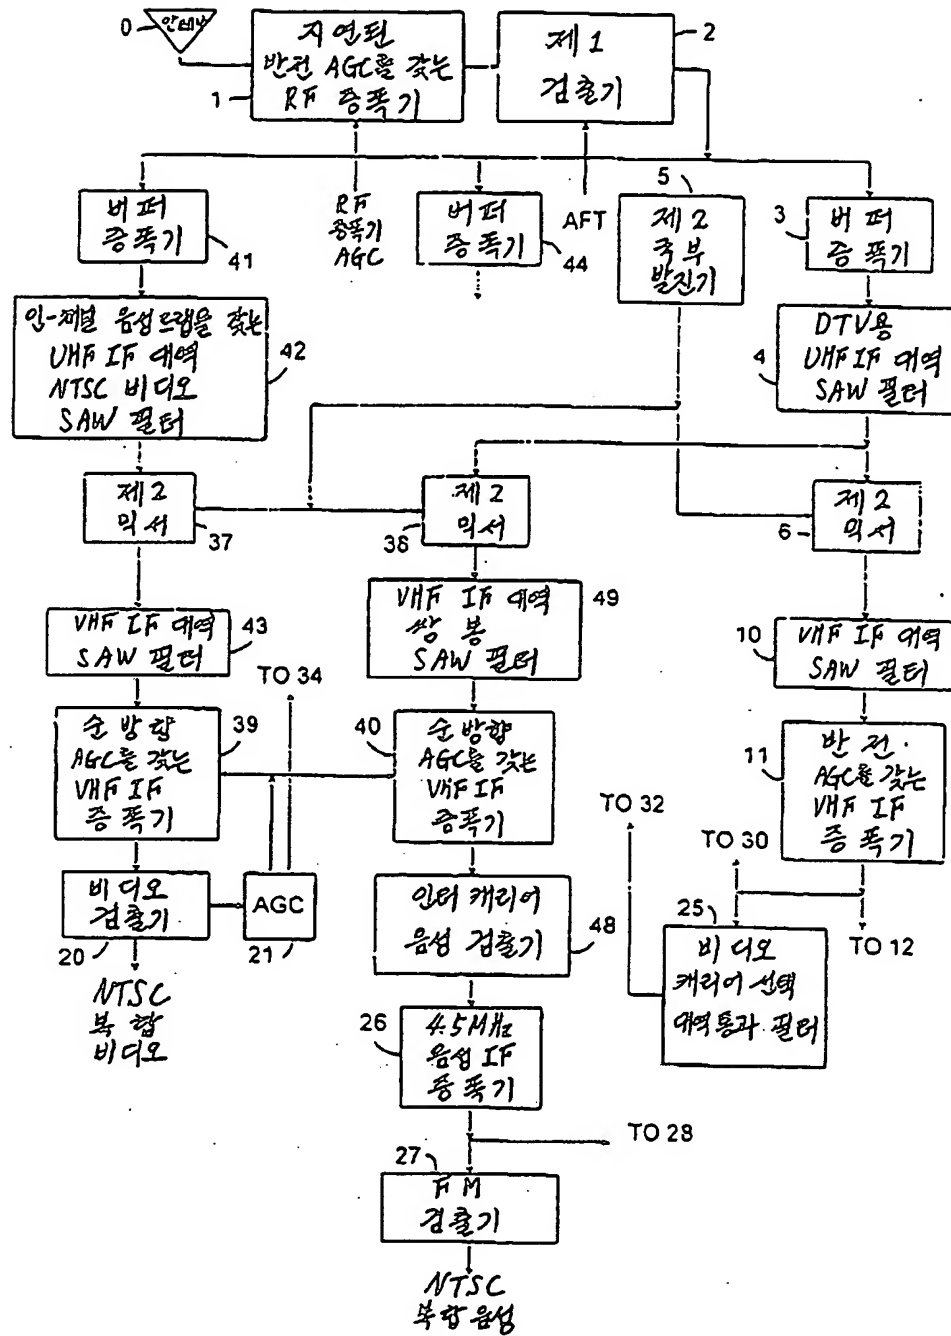 0
안테나
지연된
반전 AGC를 갖는
RF 증폭기
1
제1
검출기
2
버퍼
증폭기
41
RF
증폭기
AGC
버퍼
증폭기
44
AFT
5
제2
국부
발진기
3
버퍼
증폭기
인-채널 음성트랩을 갖는
UHF IF 대역
NTSC 비디오
SAW 필터
42
DTV용
UHF IF 대역
SAW 필터
4
제2
믹서
37
제2
믹서
38
제2
믹서
6
VHF IF 대역
SAW 필터
43
VHF IF 대역
쌍봉
SAW 필터
49
10
VHF IF 대역
SAW 필터
TO 34
순방향
AGC를 갖는
VHF IF
증폭기
39
40
순방향
AGC를 갖는
VHF IF
증폭기
11
반전
AGC를 갖는
VHF IF
증폭기
TO 32
TO 30
비디오
검출기
20
AGC
21
인터캐리어
음성 검출기
48
25
비디오
캐리어 선택
대역통과 필터
TO 12
NTSC
복합
비디오
26
4.5MHz
음성 IF
증폭기
TO 28
27
FM
검출기
NTSC
복합 음성